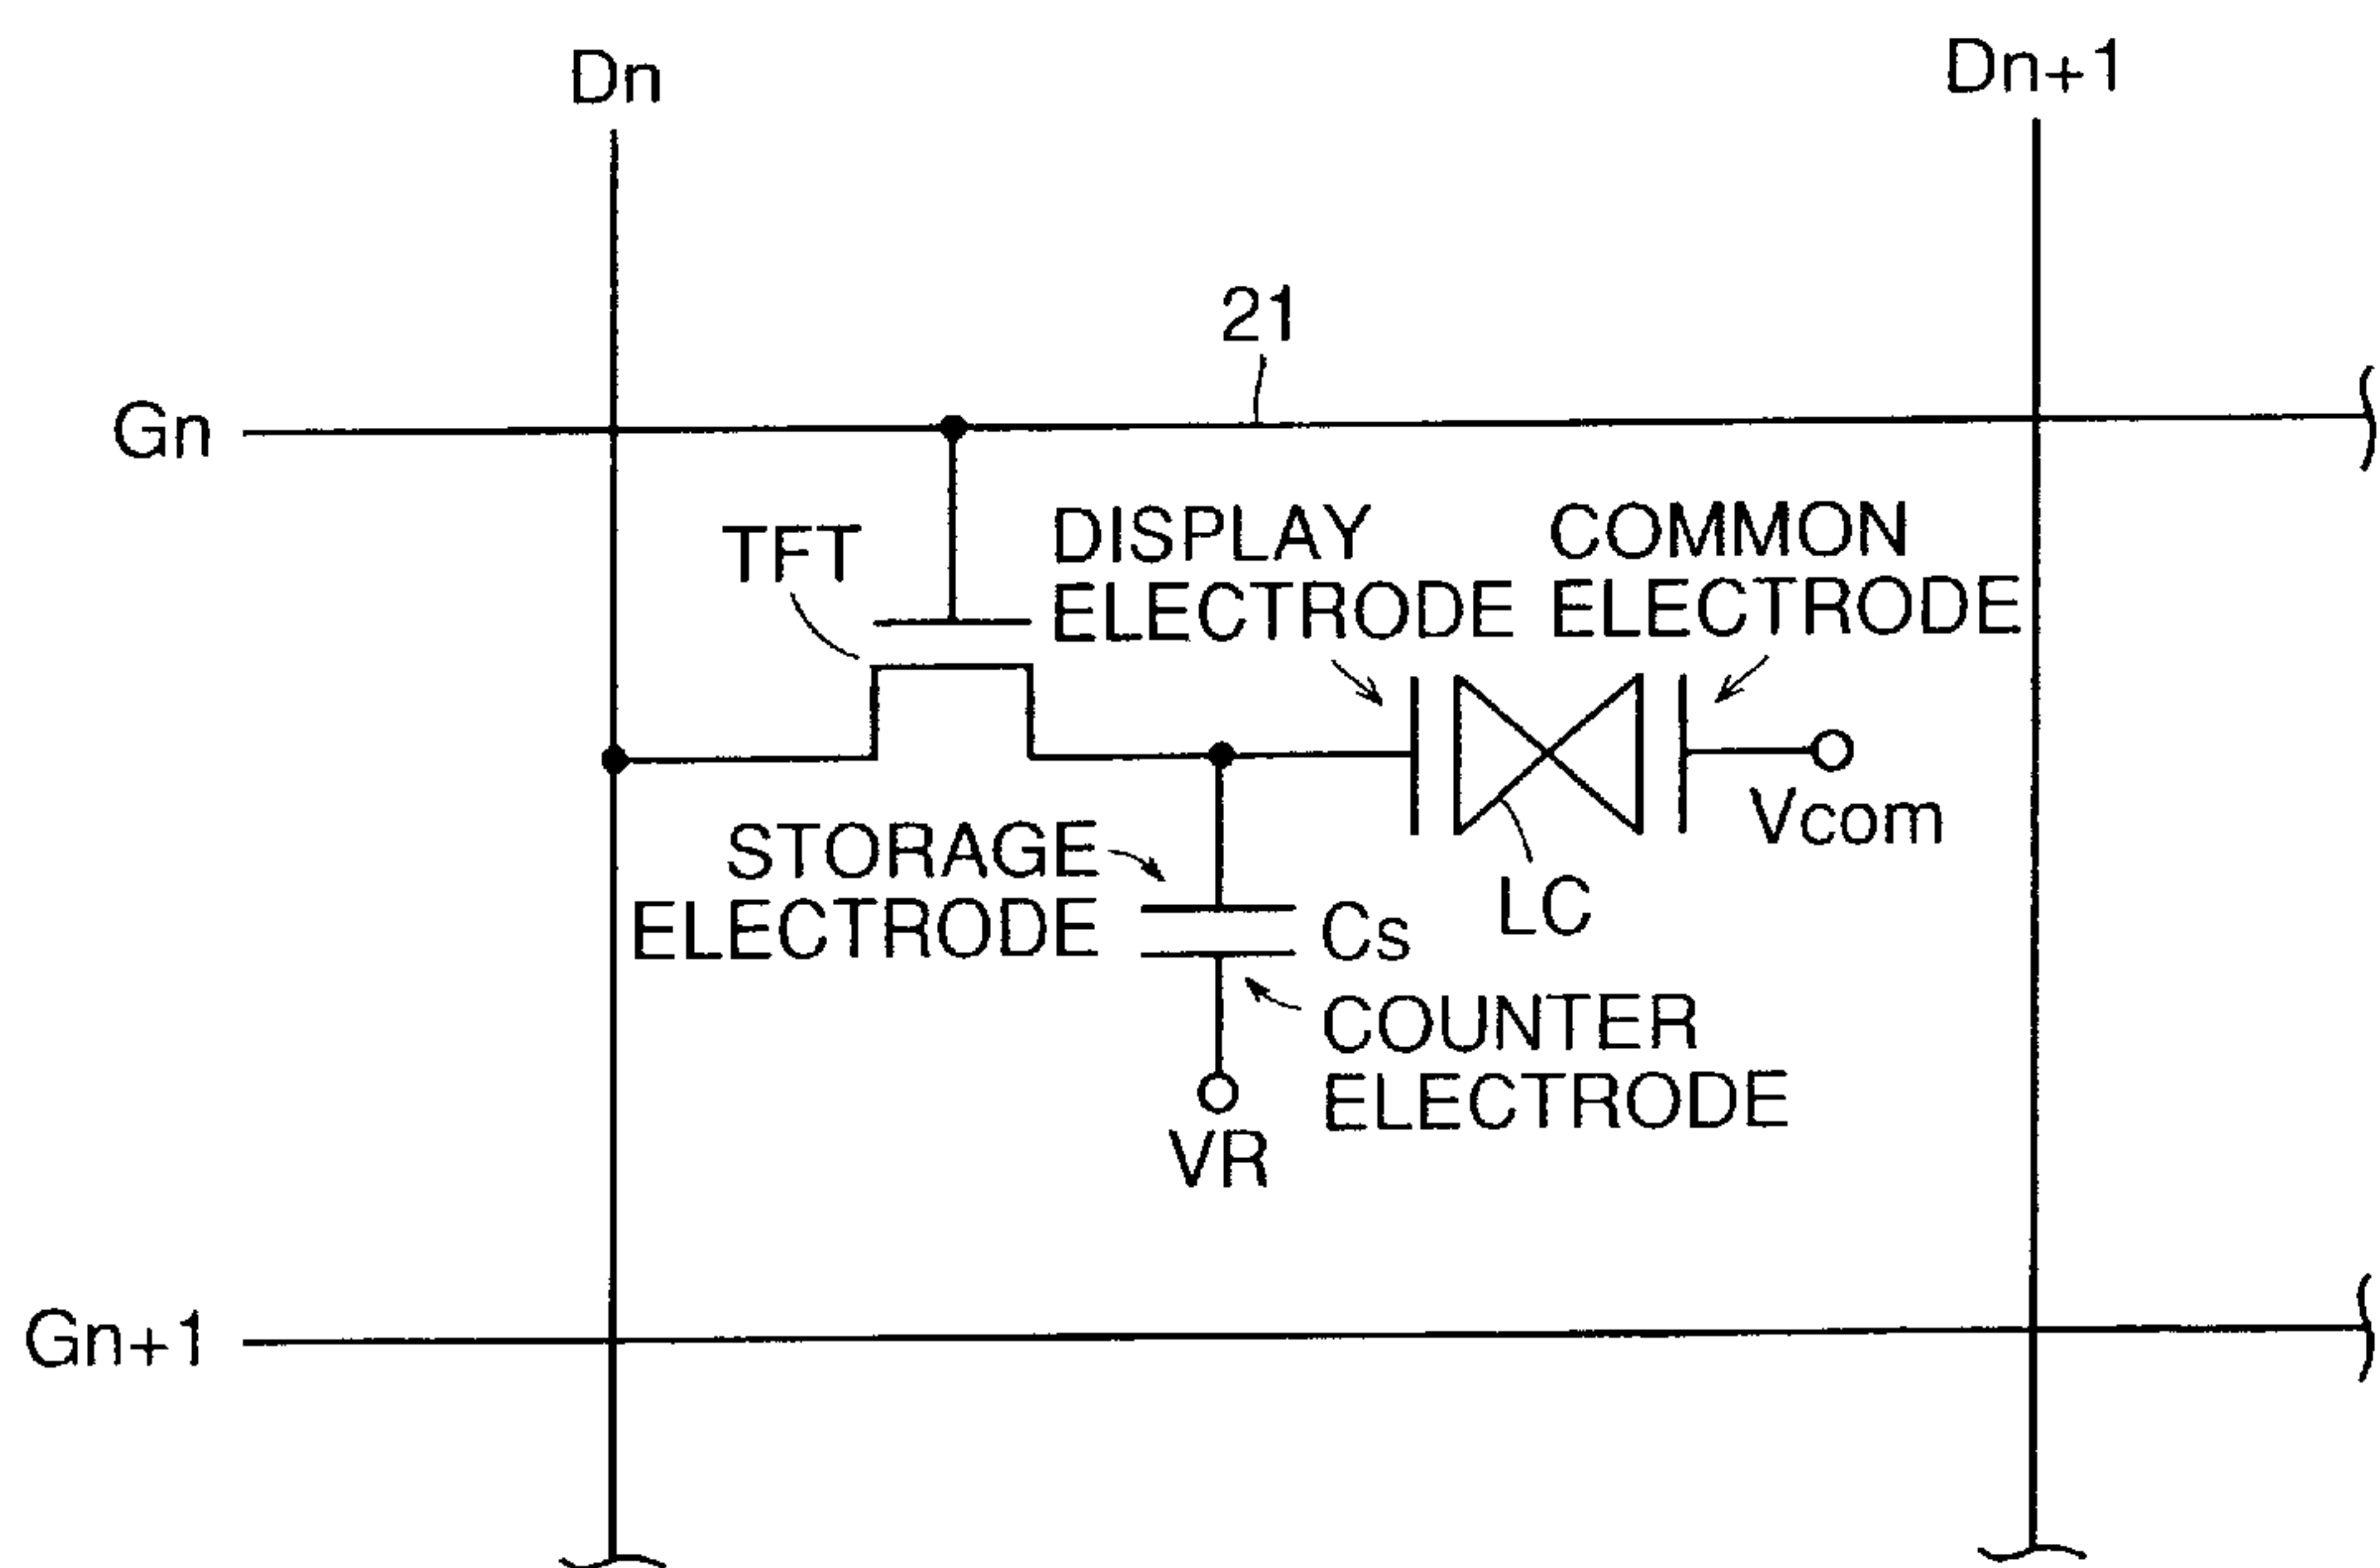 Dn
Dn+1
21
Gn
TFT
DISPLAY
ELECTRODE
COMMON
ELECTRODE
Vcom
STORAGE
ELECTRODE
LC
Cs
COUNTER
ELECTRODE
VR
Gn+1